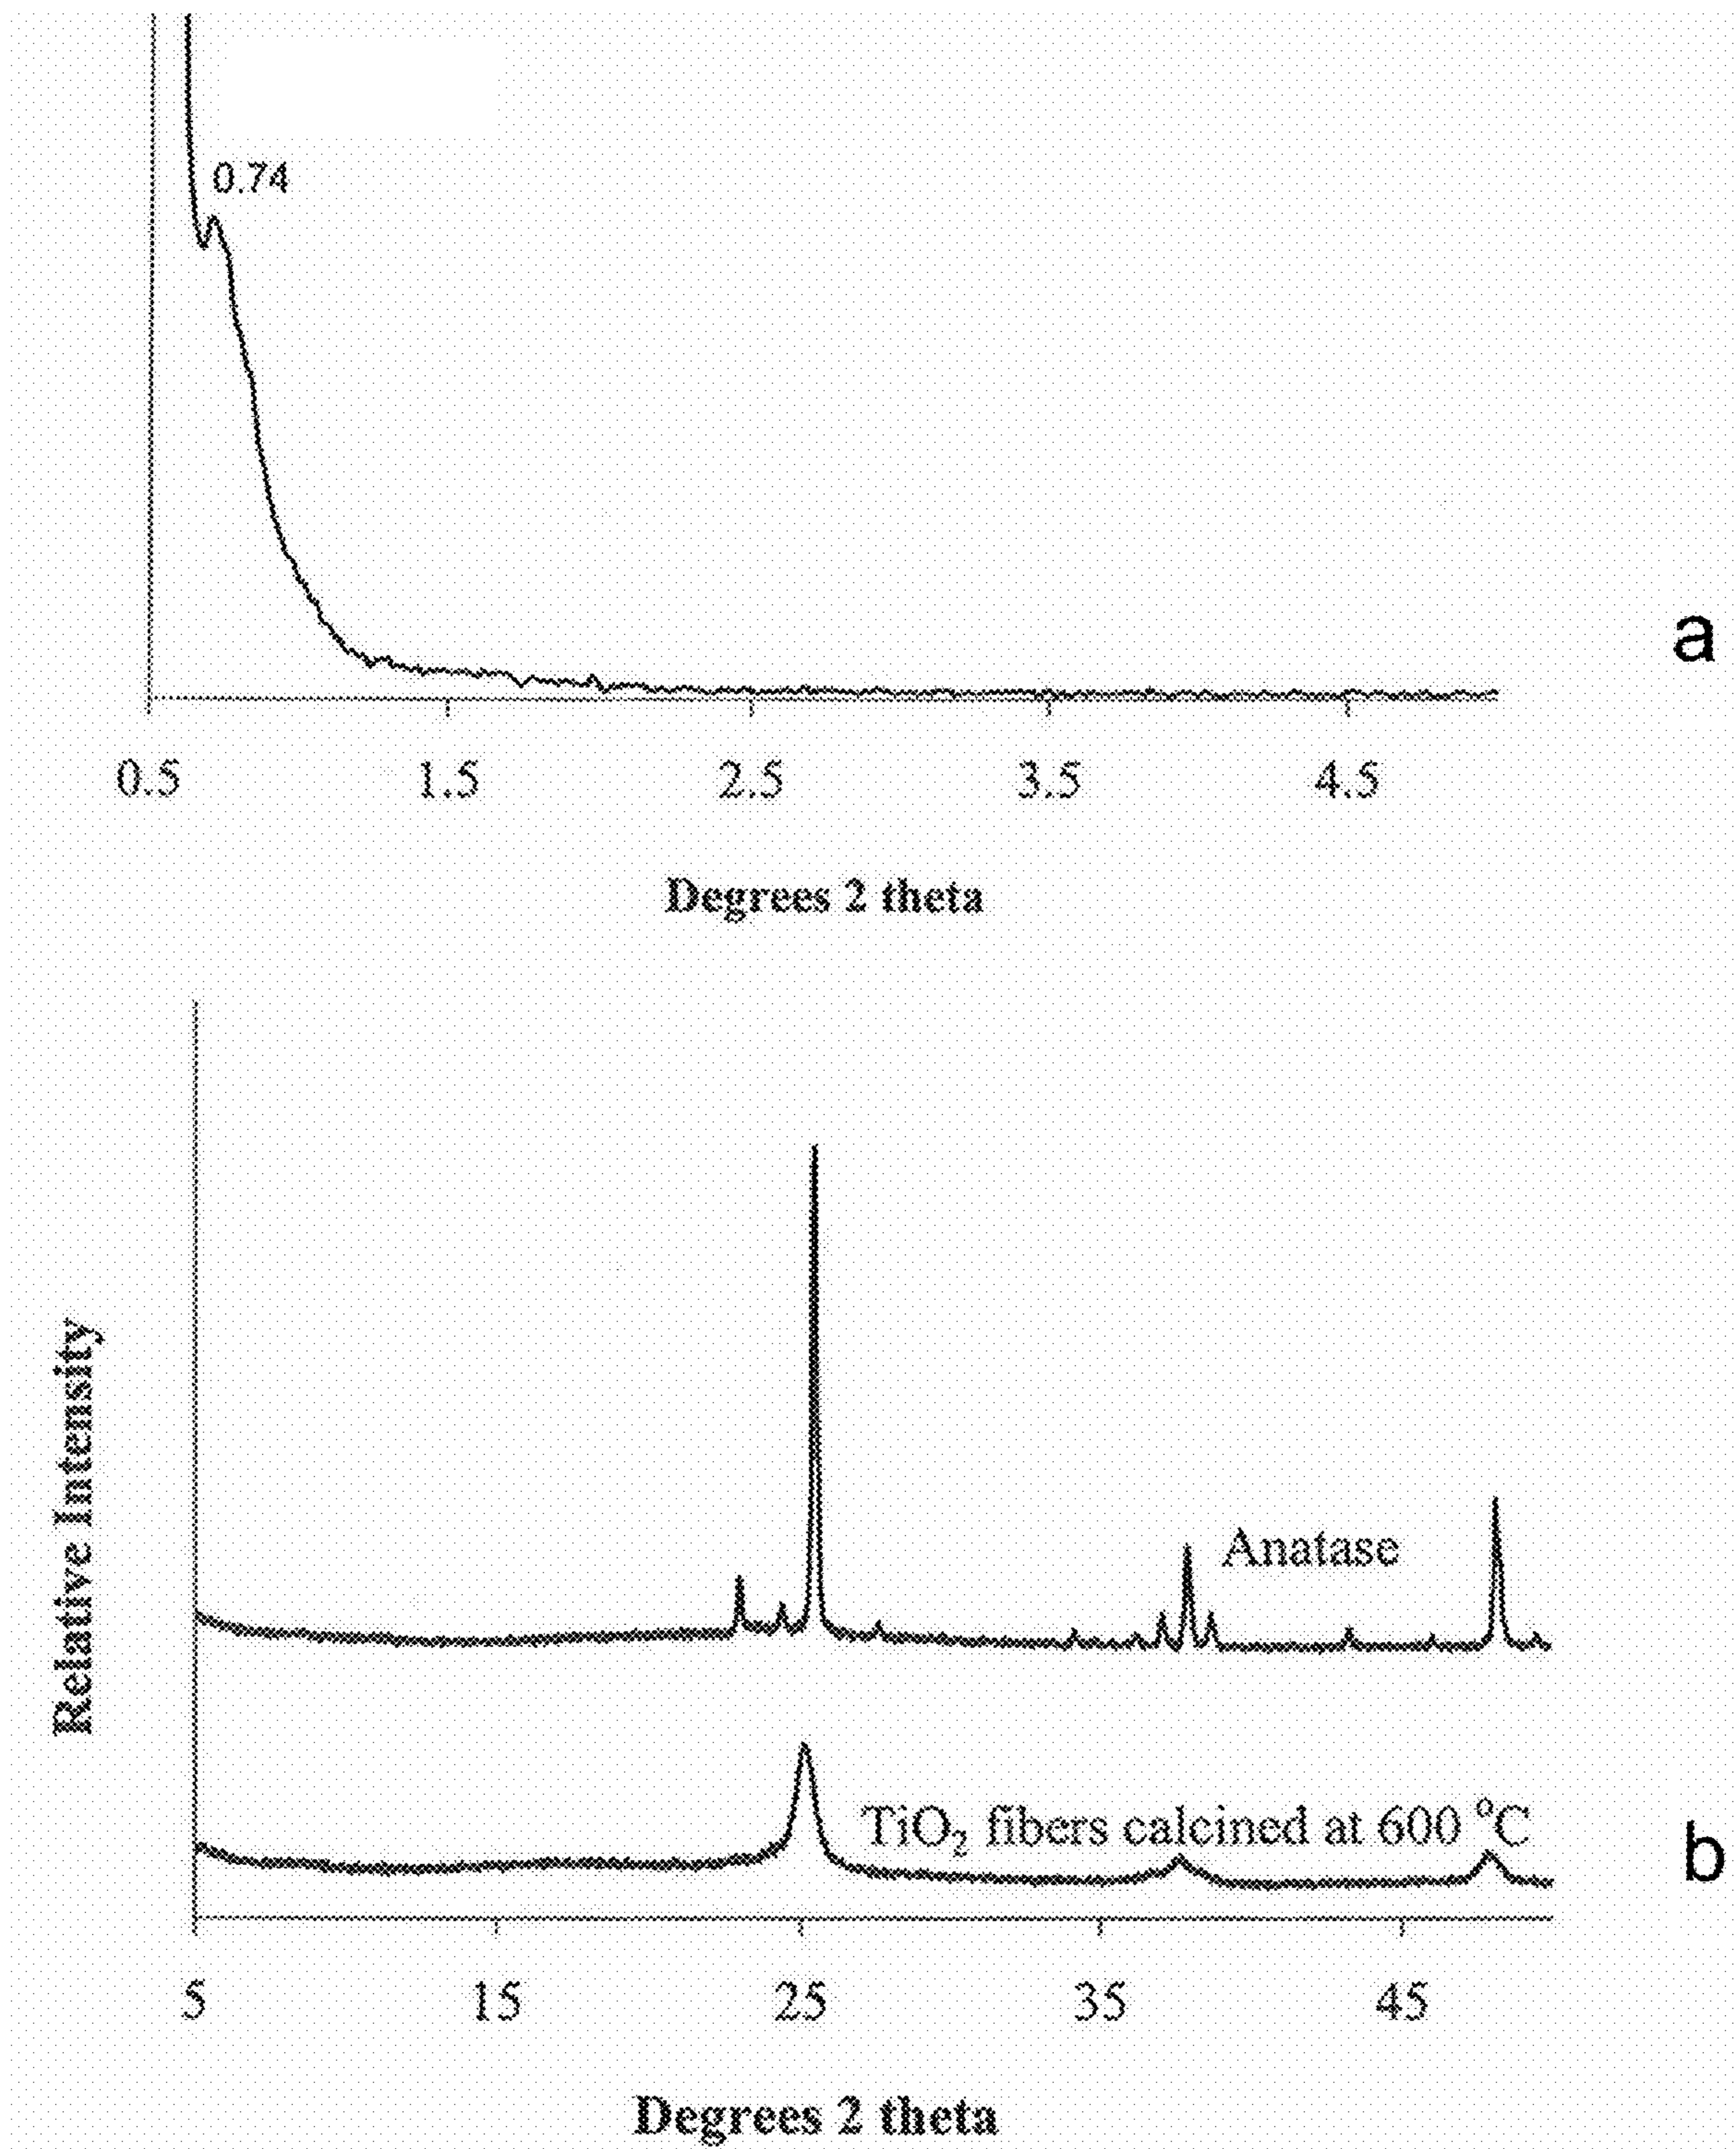 0.74
a
0.5 1.5 2.5 3.5 4.5
Degrees 2 theta
Relative Intensity
Anatase
TiO₂ fibers calcined at 600 °C
b
5 15 25 35 45
Degrees 2 theta